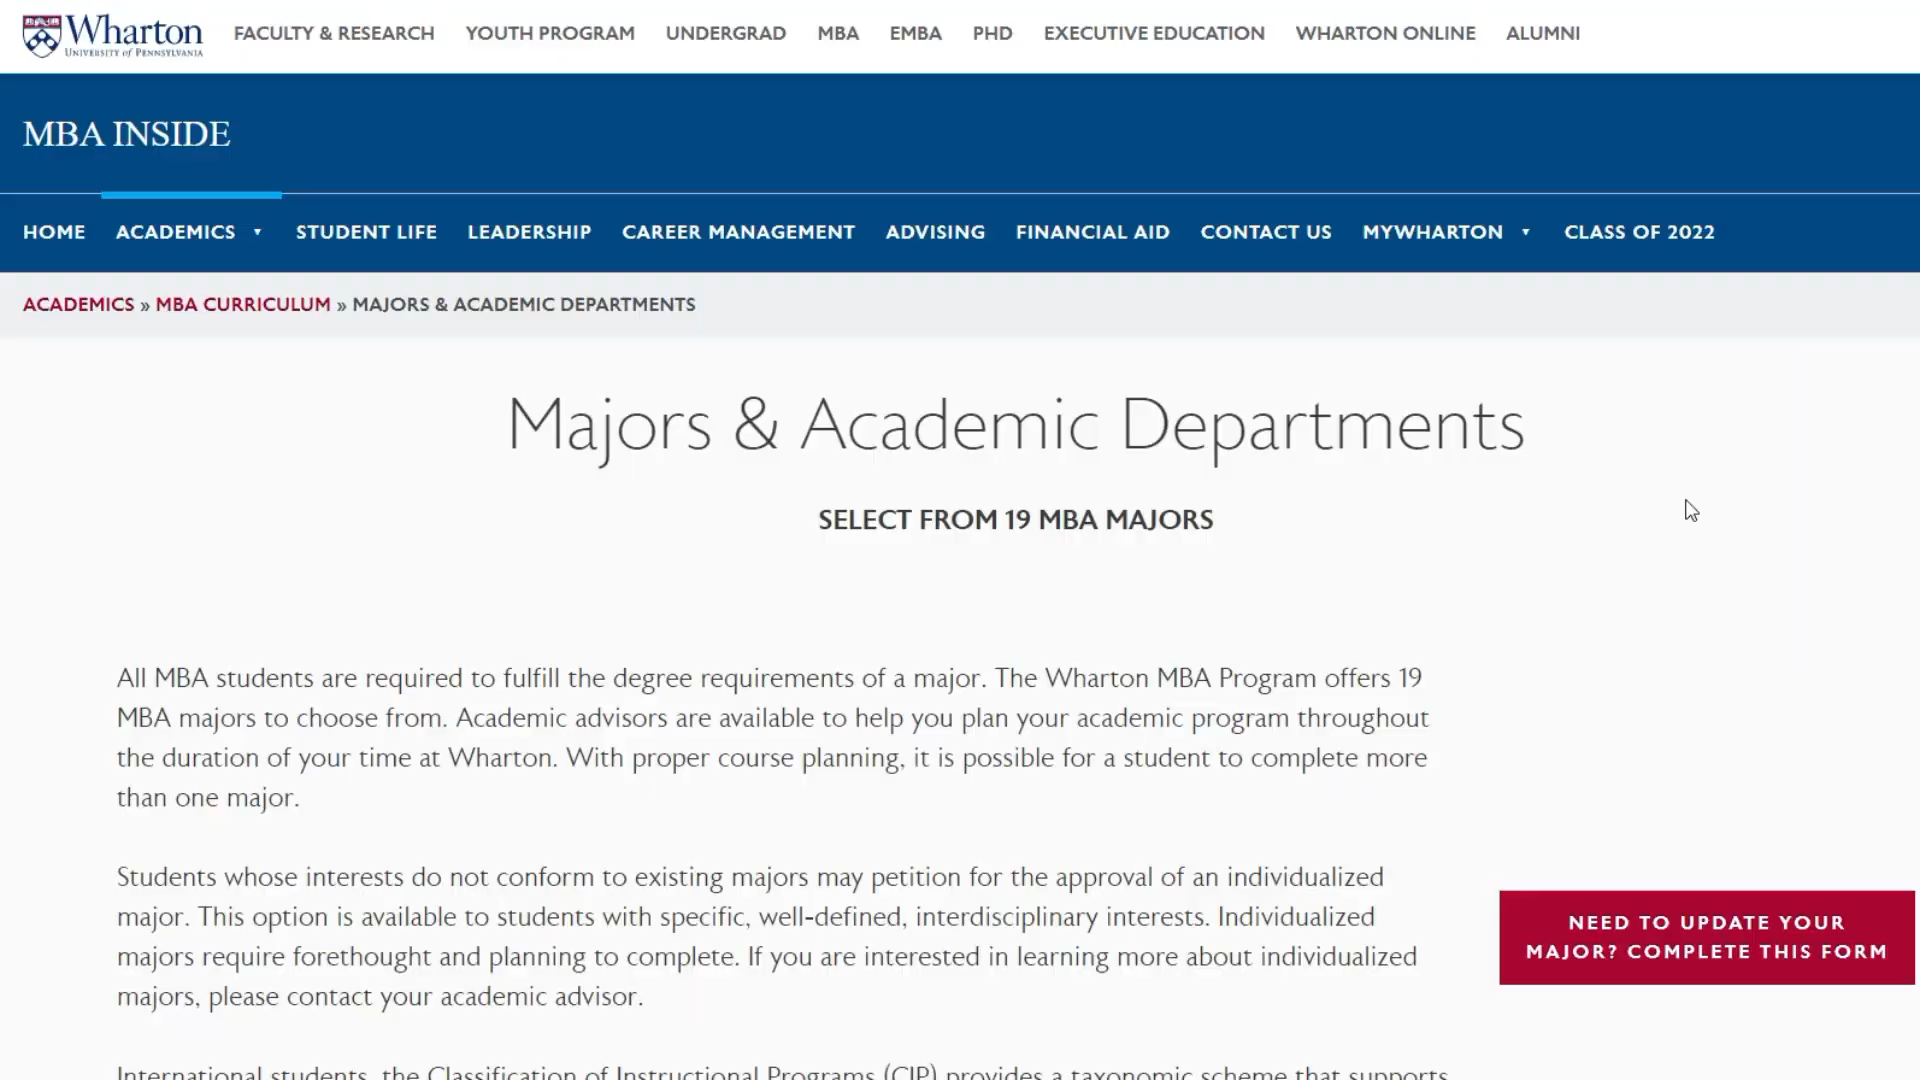 Wharton
UNIVERSITY of PENNSYLVANIA
FACULTY & RESEARCH YOUTH PROGRAM UNDERGRAD MBA EMBA PHD EXECUTIVE EDUCATION WHARTON ONLINE ALUMNI
MBA INSIDE
HOME ACADEMICS STUDENT LIFE LEADERSHIP CAREER MANAGEMENT ADVISING FINANCIAL AID CONTACT US MYWHARTON CLASS OF 2022
ACADEMICS » MBA CURRICULUM » MAJORS & ACADEMIC DEPARTMENTS
Majors & Academic Departments
SELECT FROM 19 MBA MAJORS
All MBA students are required to fulfill the degree requirements of a major. The Wharton MBA Program offers 19
MBA majors to choose from. Academic advisors are available to help you plan your academic program throughout
the duration of your time at Wharton. With proper course planning, it is possible for a student to complete more
than one major.
Students whose interests do not conform to existing majors may petition for the approval of an individualized
major. This option is available to students with specific, well-defined, interdisciplinary interests. Individualized
majors require forethought and planning to complete. If you are interested in learning more about individualized
majors, please contact your academic advisor.
NEED TO UPDATE YOUR
MAJOR? COMPLETE THIS FORM
International students, the Classification of Instructional Programs (CIP) provides a taxonomic scheme that supports